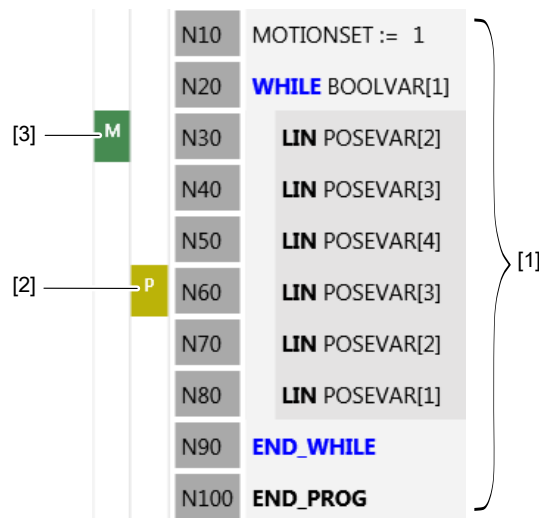 N10 MOTIONSET := 1
N20 WHILE BOOLVAR[1]
[3] M N30 LIN POSEVAR[2]
N40 LIN POSEVAR[3]
N50 LIN POSEVAR[4]
[1]
[2] P N60 LIN POSEVAR[3]
N70 LIN POSEVAR[2]
N80 LIN POSEVAR[1]
N90 END_WHILE
N100 END_PROG